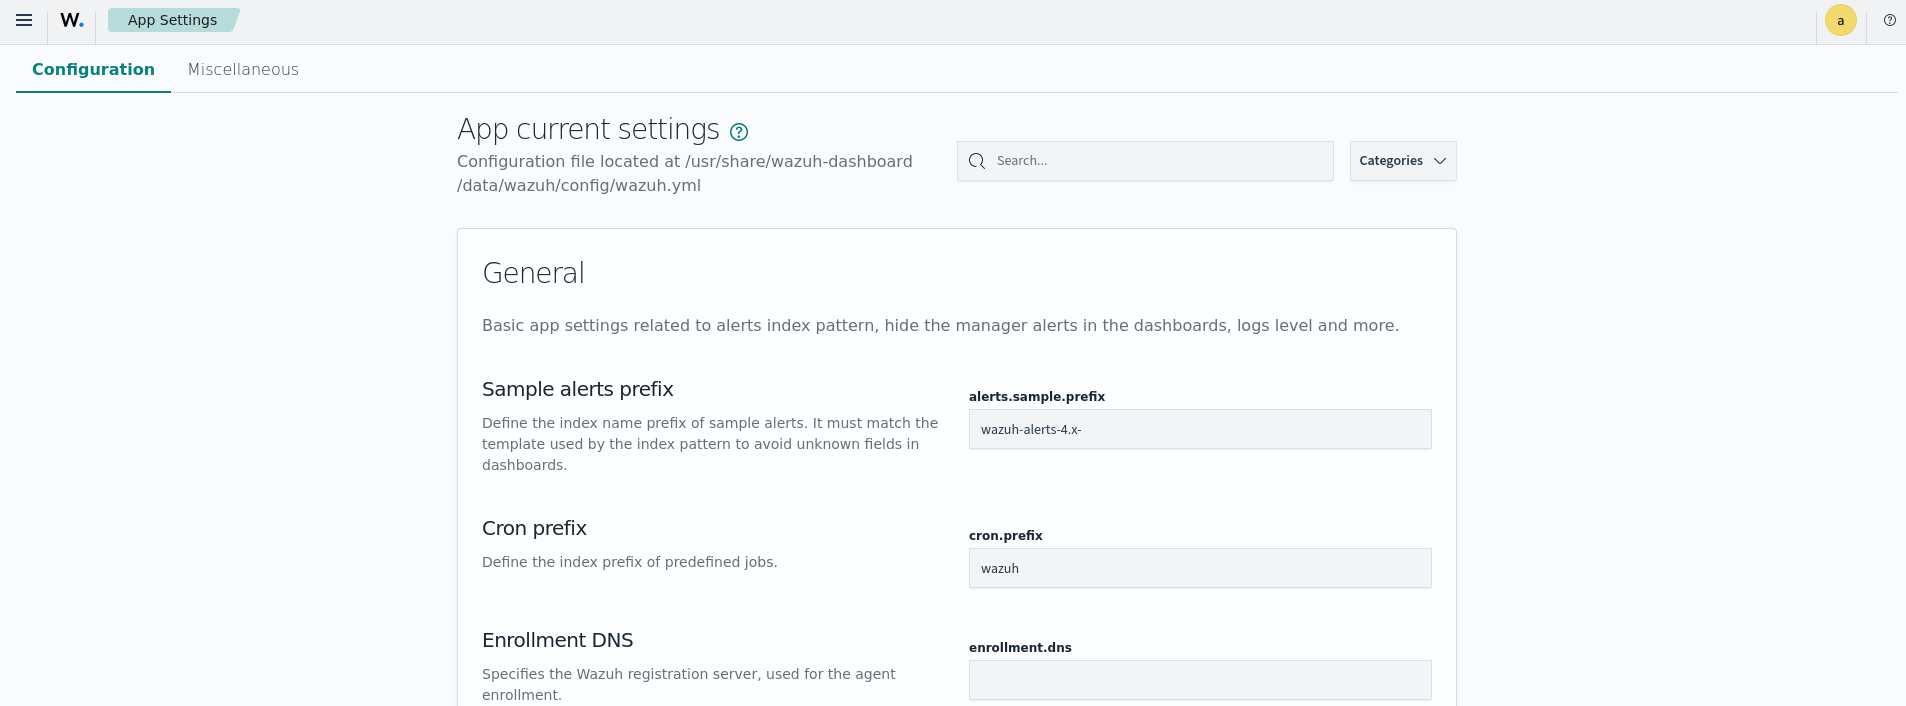 W.
App Settings
a
Configuration
Miscellaneous
App current settings
Configuration file located at /usr/share/wazuh-dashboard
/data/wazuh/config/wazuh.yml
Search...
Categories
General
Basic app settings related to alerts index pattern, hide the manager alerts in the dashboards, logs level and more.
Sample alerts prefix
Define the index name prefix of sample alerts. It must match the
template used by the index pattern to avoid unknown fields in
dashboards.
alerts.sample.prefix
wazuh-alerts-4.x-
Cron prefix
Define the index prefix of predefined jobs.
cron.prefix
wazuh
Enrollment DNS
Specifies the Wazuh registration server, used for the agent
enrollment.
enrollment.dns